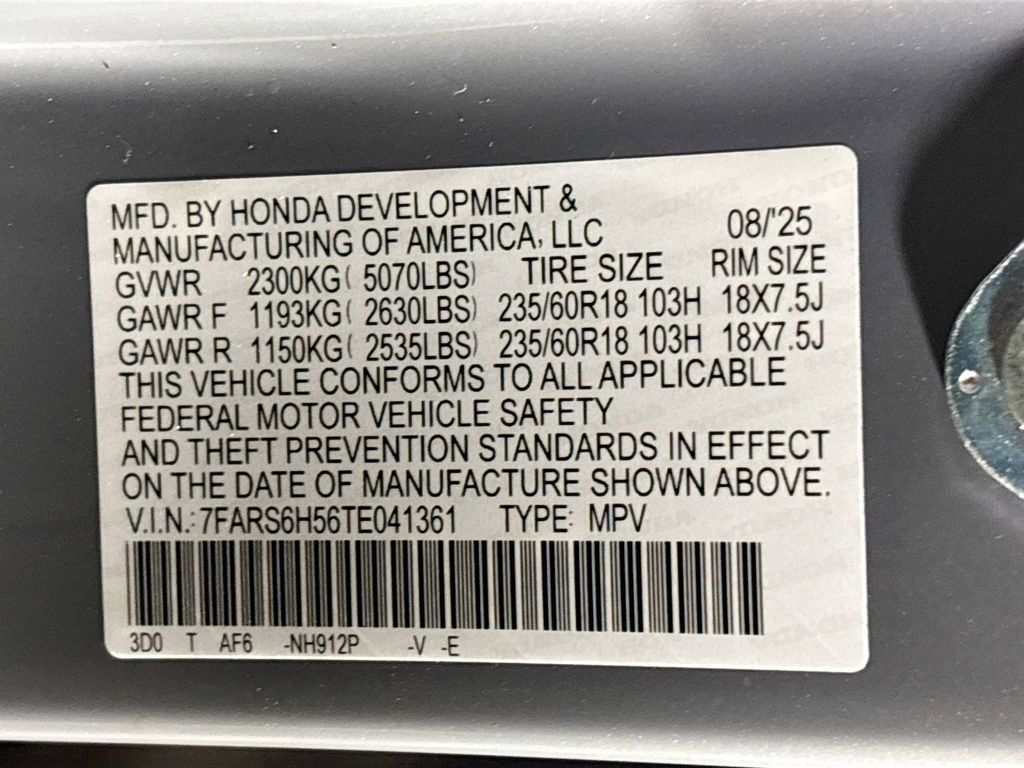 MFD. BY HONDA DEVELOPMENT &
MANUFACTURING OF AMERICA, LLC 08/'25
GVWR 2300KG( 5070LBS) TIRE SIZE RIM SIZE
GAWR F 1193KG( 2630LBS) 235/60R18 103H 18X7.5J
GAWR R 1150KG( 2535LBS) 235/60R18 103H 18X7.5J
THIS VEHICLE CONFORMS TO ALL APPLICABLE
FEDERAL MOTOR VEHICLE SAFETY
AND THEFT PREVENTION STANDARDS IN EFFECT
ON THE DATE OF MANUFACTURE SHOWN ABOVE.
V.I.N.: 7FARS6H56TE041361 TYPE: MPV
3D0 T AF6 -NH912P -V -E